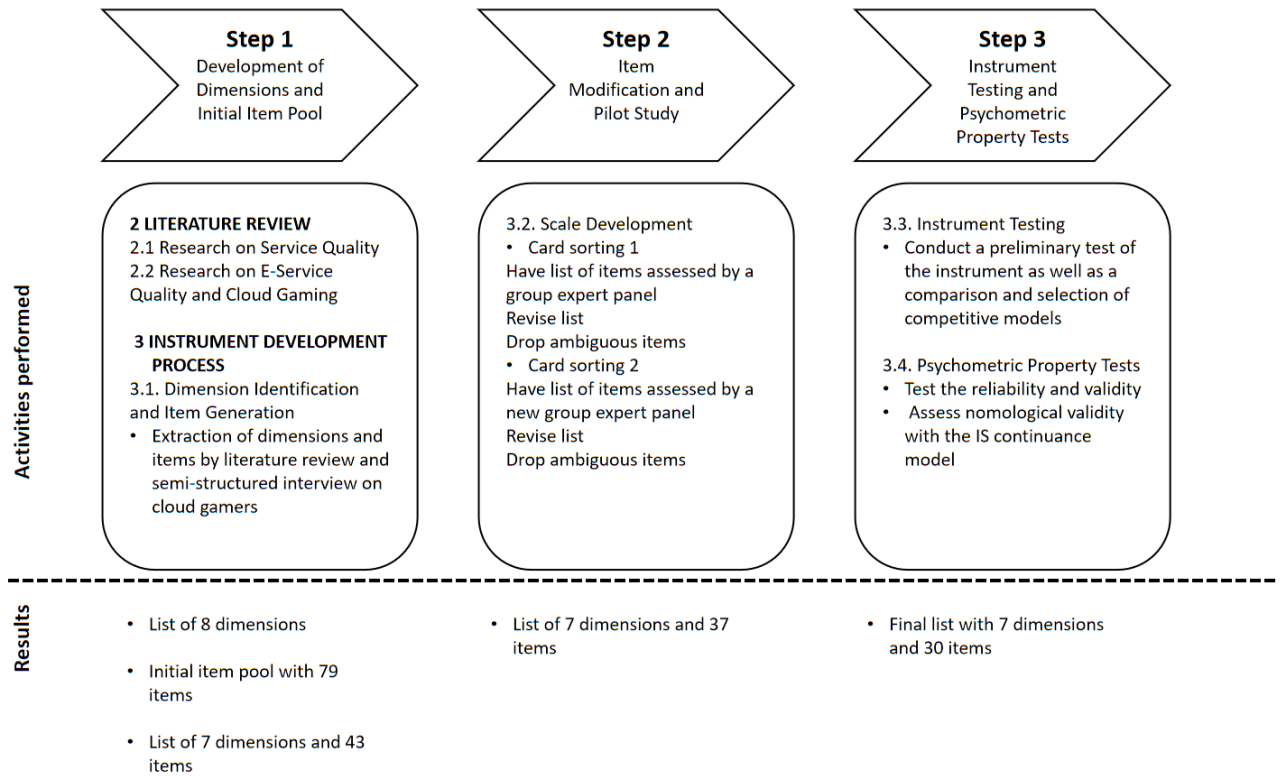 Step 1
Development of
Dimensions and
Initial Item Pool
Step 2
Item
Modification and
Pilot Study
Step 3
Instrument
Testing and
Psychometric
Property Tests
Activities performed
2 LITERATURE REVIEW
2.1 Research on Service Quality
2.2 Research on E-Service
Quality and Cloud Gaming
3 INSTRUMENT DEVELOPMENT
PROCESS
3.1. Dimension Identification
and Item Generation
• Extraction of dimensions and
items by literature review and
semi-structured interview on
cloud gamers
3.2. Scale Development
• Card sorting 1
Have list of items assessed by a
group expert panel
Revise list
Drop ambiguous items
• Card sorting 2
Have list of items assessed by a
new group expert panel
Revise list
Drop ambiguous items
3.3. Instrument Testing
• Conduct a preliminary test of
the instrument as well as a
comparison and selection of
competitive models
3.4. Psychometric Property Tests
• Test the reliability and validity
• Assess nomological validity
with the IS continuance
model
Results
• List of 8 dimensions
• Initial item pool with 79
items
• List of 7 dimensions and 43
items
• List of 7 dimensions and 37
items
• Final list with 7 dimensions
and 30 items